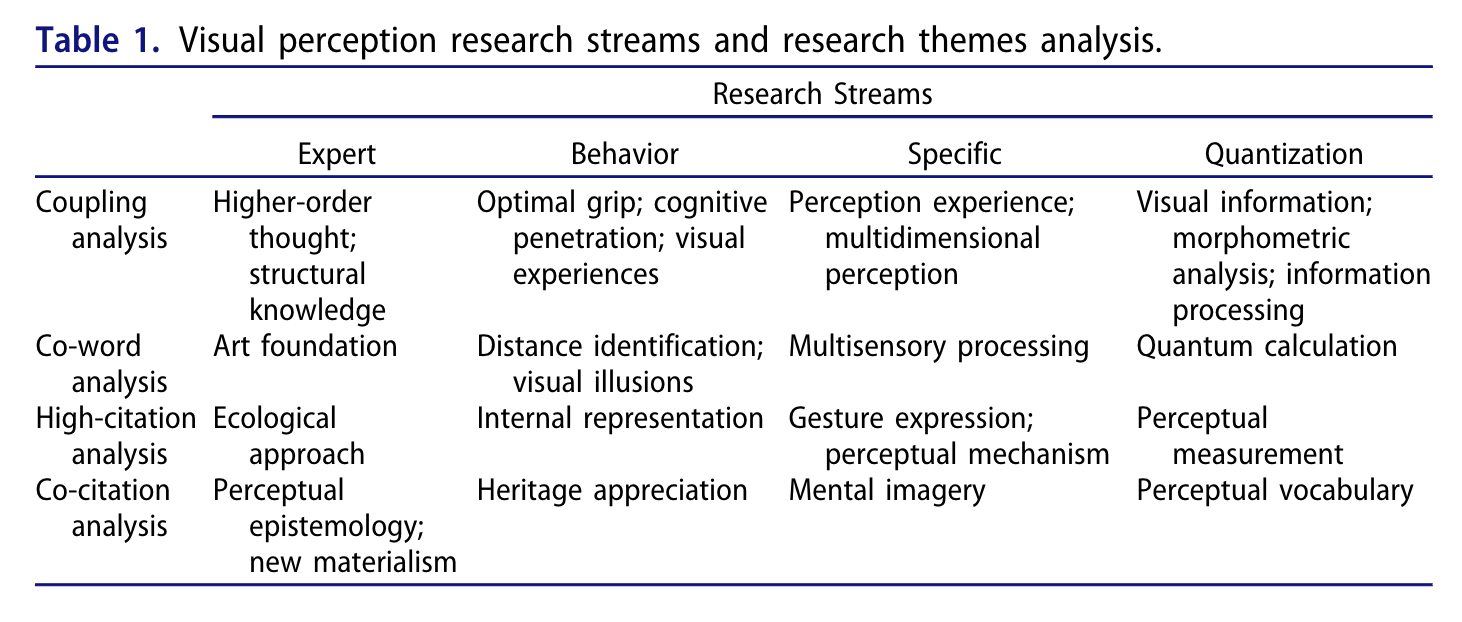 Table 1. Visual perception research streams and research themes analysis.
Research Streams
Expert Behavior Specific Quantization
Coupling Higher-order Optimal grip; cognitive Perception experience; Visual information;
analysis thought; penetration; visual multidimensional morphometric
structural experiences perception analysis; information
knowledge processing
Co-word Art foundation Distance identification; Multisensory processing Quantum calculation
analysis visual illusions
High-citation Ecological Internal representation Gesture expression; Perceptual
analysis approach perceptual mechanism measurement
Co-citation Perceptual Heritage appreciation Mental imagery Perceptual vocabulary
analysis epistemology;
new materialism